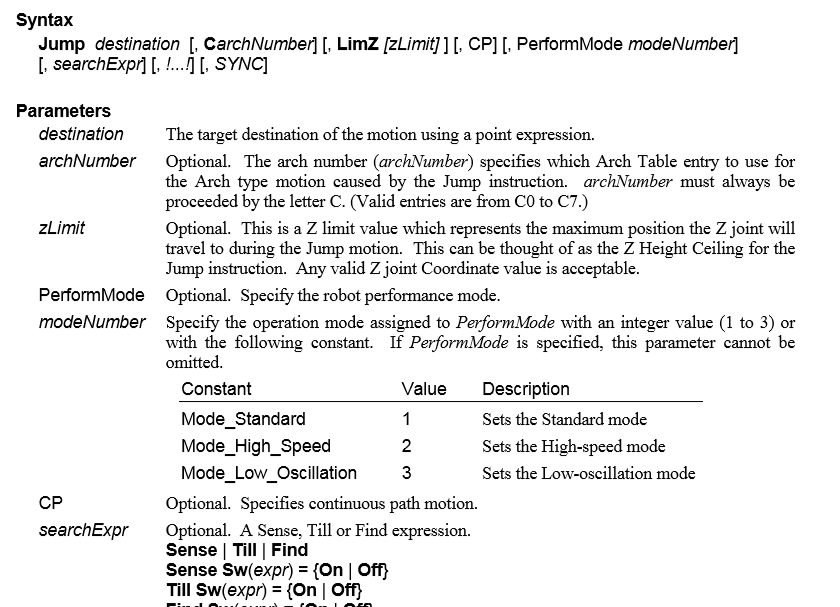 Syntax
Jump destination [, CarchNumber] [, LimZ [zLimit] ] [, CP] [, PerformMode modeNumber]
[, searchExpr] [, !...!] [, SYNC]
Parameters
destination The target destination of the motion using a point expression.
archNumber Optional. The arch number (archNumber) specifies which Arch Table entry to use for
the Arch type motion caused by the Jump instruction. archNumber must always be
proceeded by the letter C. (Valid entries are from C0 to C7.)
zLimit Optional. This is a Z limit value which represents the maximum position the Z joint will
travel to during the Jump motion. This can be thought of as the Z Height Ceiling for the
Jump instruction. Any valid Z joint Coordinate value is acceptable.
PerformMode Optional. Specify the robot performance mode.
modeNumber Specify the operation mode assigned to PerformMode with an integer value (1 to 3) or
with the following constant. If PerformMode is specified, this parameter cannot be
omitted.
Constant Value Description
Mode_Standard 1 Sets the Standard mode
Mode_High_Speed 2 Sets the High-speed mode
Mode_Low_Oscillation 3 Sets the Low-oscillation mode
CP Optional. Specifies continuous path motion.
searchExpr Optional. A Sense, Till or Find expression.
Sense | Till | Find
Sense Sw(expr) = {On | Off}
Till Sw(expr) = {On | Off}
Find Sw(expr) = {On | Off}